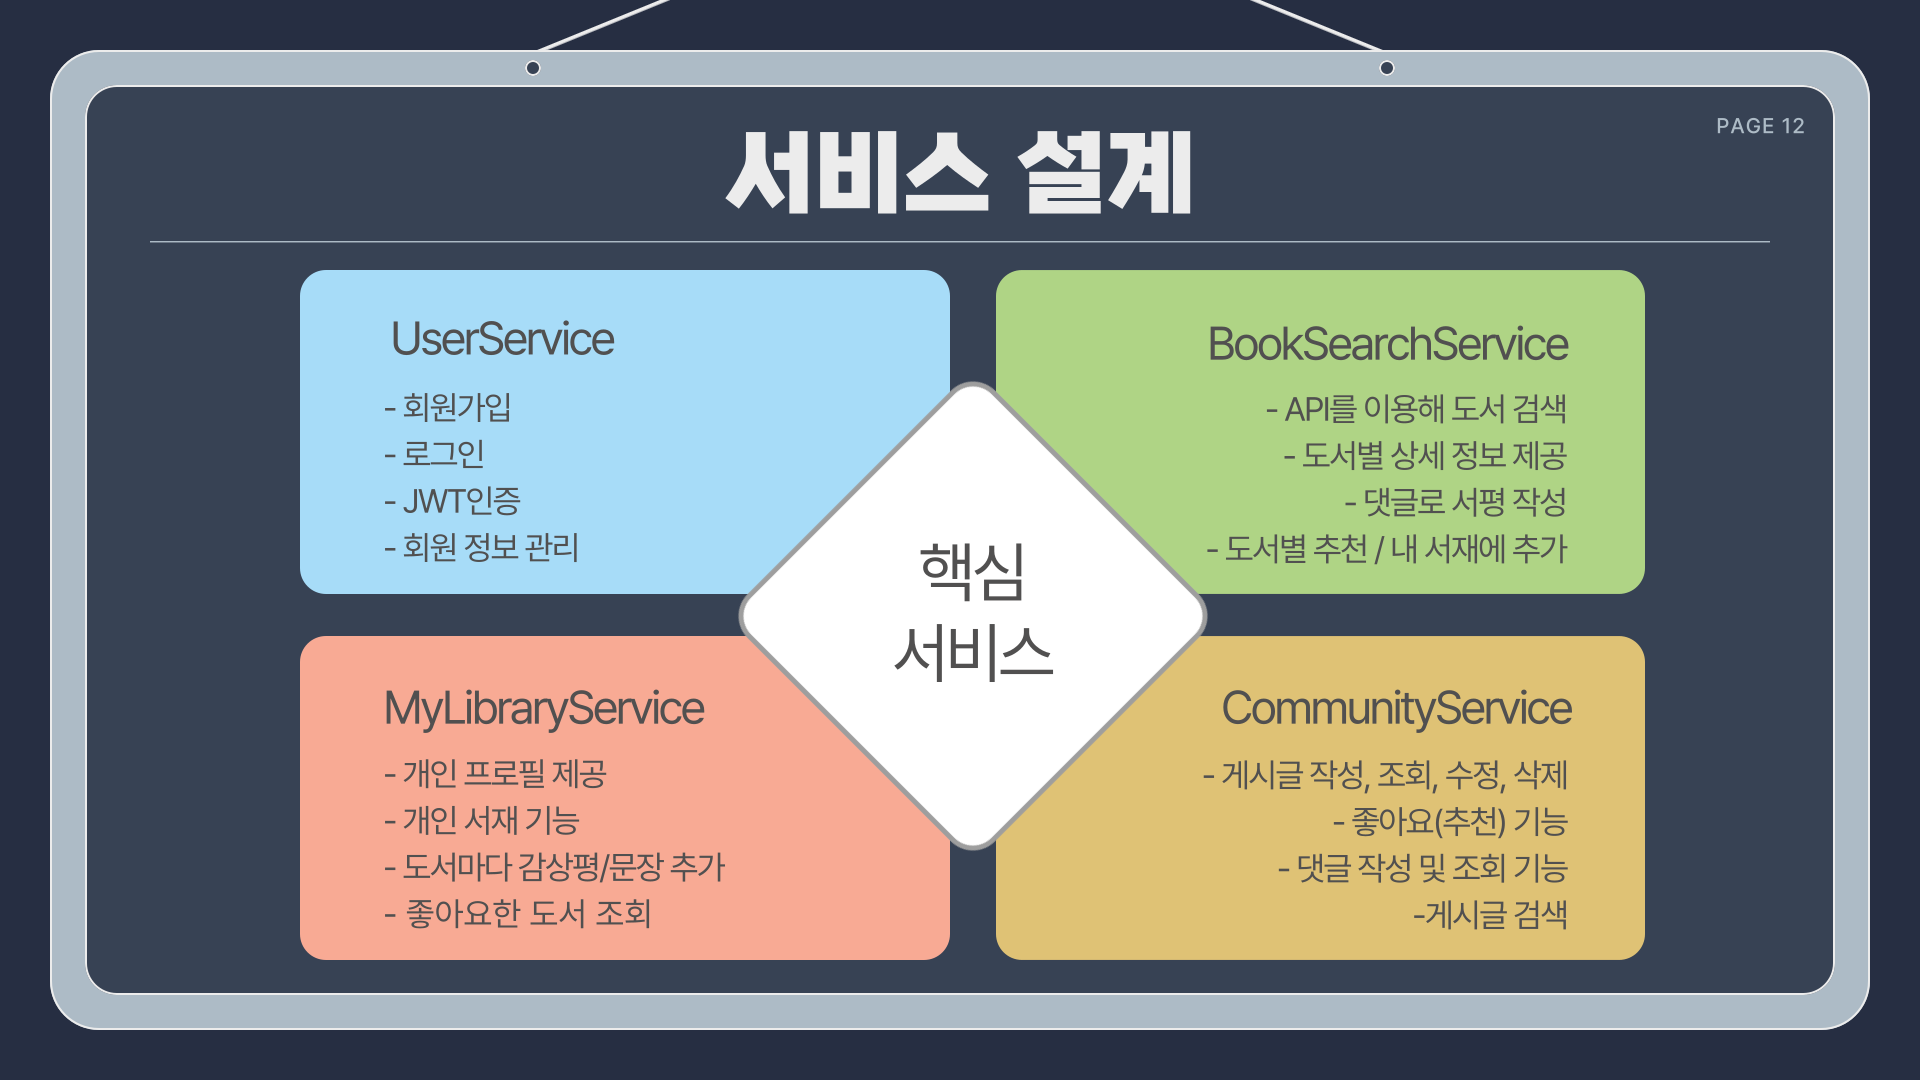 PAGE 12
서비스 설계
UserService
- 회원가입
- 로그인
- JWT인증
- 회원 정보 관리
BookSearchService
- API를 이용해 도서 검색
- 도서별 상세 정보 제공
- 댓글로 서평 작성
- 도서별 추천 / 내 서재에 추가
핵심
서비스
MyLibraryService
- 개인 프로필 제공
- 개인 서재 기능
- 도서마다 감상평/문장 추가
- 좋아요한 도서 조회
CommunityService
- 게시글 작성, 조회, 수정, 삭제
- 좋아요(추천) 기능
- 댓글 작성 및 조회 기능
-게시글 검색